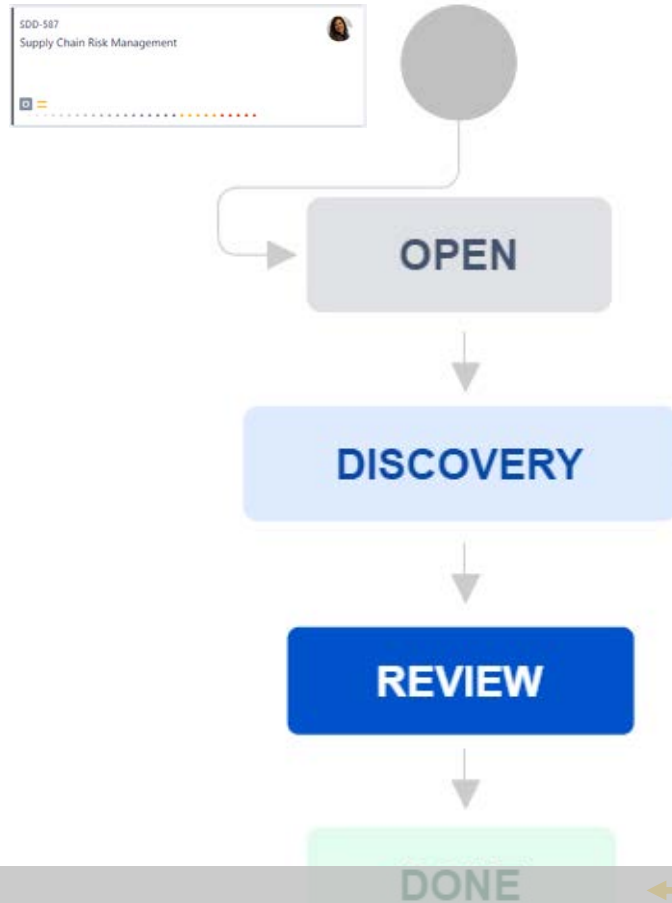 SDD-587
Supply Chain Risk Management
OPEN
DISCOVERY
REVIEW
DONE